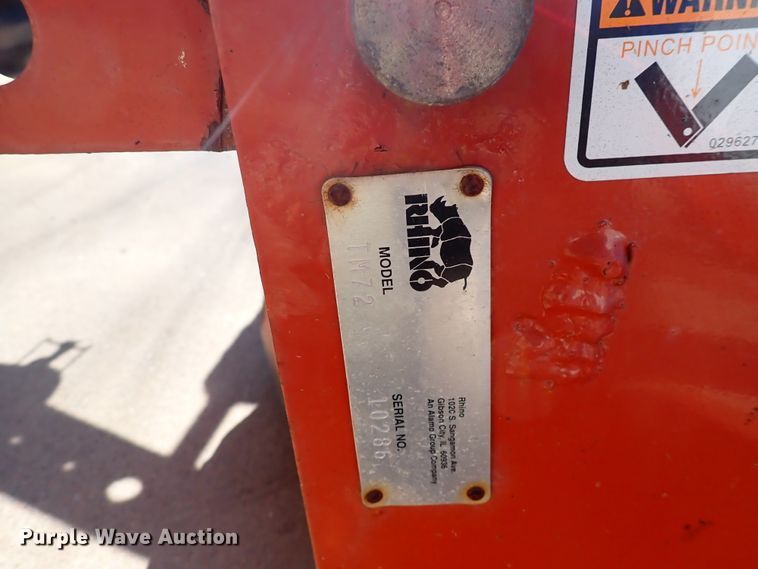 WARNI
PINCH POIN
029627
RHINO
MODEL
TM72
SERIAL NO.
10286
Rhino
1020 S. Sangamon Ave.
Gibson City, IL 60936
An Alamo Group Company
Purple Wave Auction